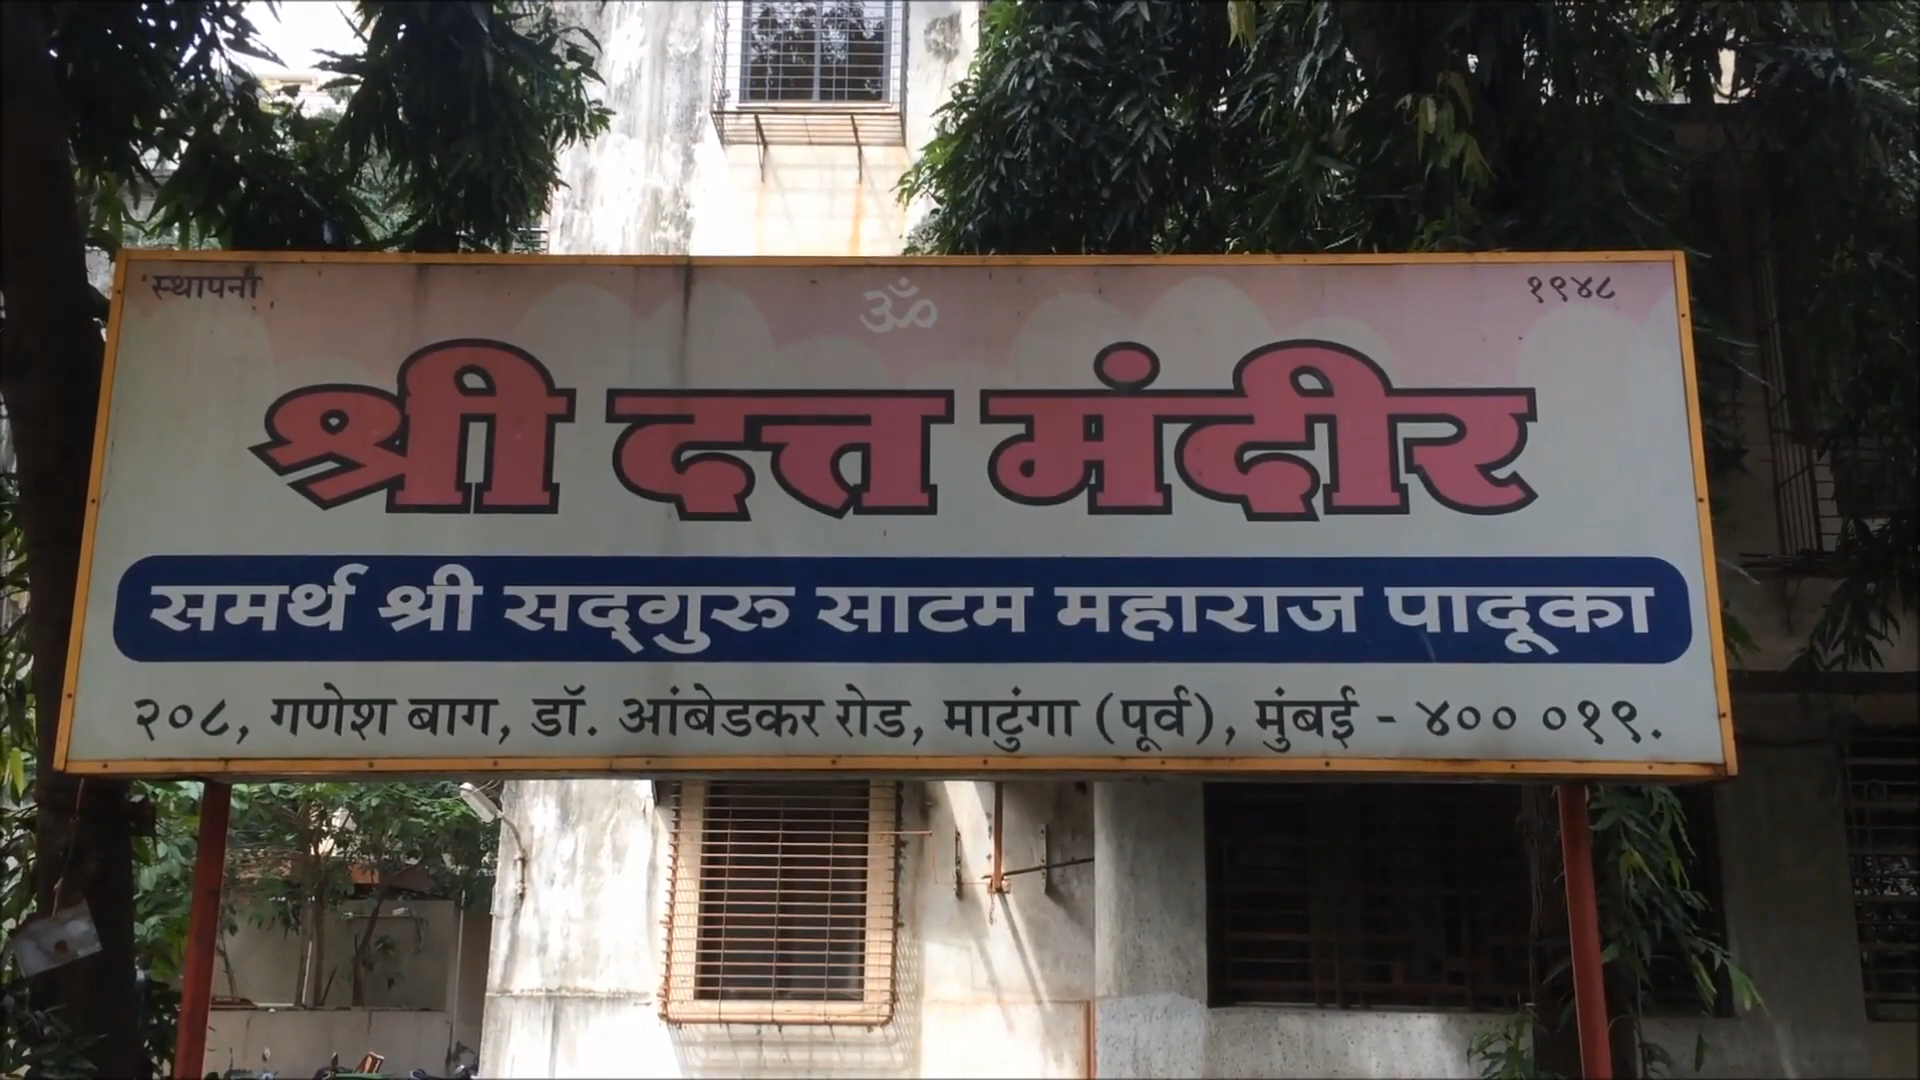 स्थापना १९४८
ॐ
श्री दत्त मंदीर
समर्थ श्री सद्‌गुरु साटम महाराज पादूका
२०८, गणेश बाग, डॉ. आंबेडकर रोड, माटुंगा (पूर्व), मुंबई - ४०० ०१९.